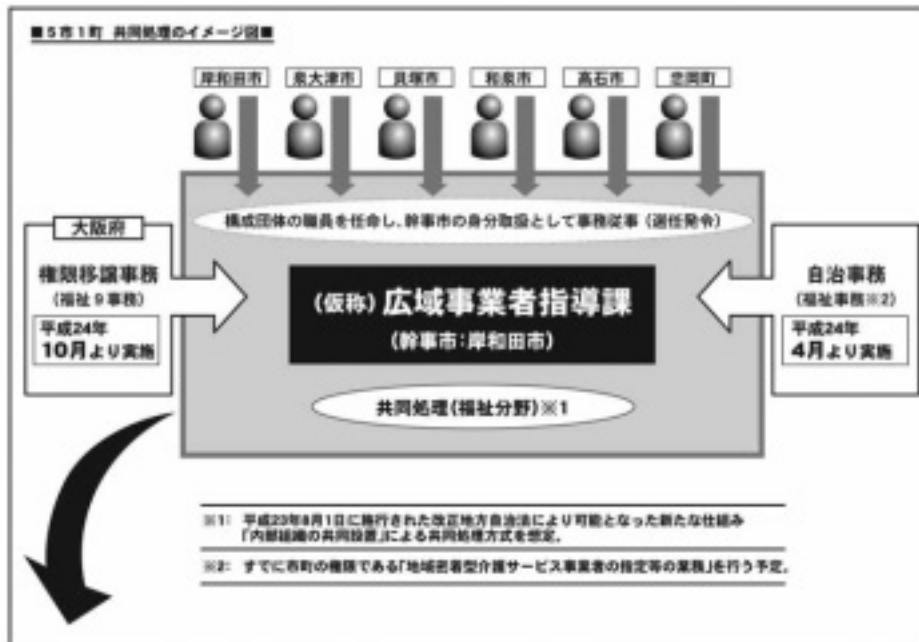 ■5市1町 共同処理のイメージ図■
岸和田市 泉大津市 貝塚市 和泉市 高石市 忠岡町
構成団体の職員を任命し、幹事市の身分取扱として事務従事(選任発令)
大阪府
権限移譲事務
(福祉9事務)
平成24年
10月より実施
(仮称)広域事業者指導課
(幹事市:岸和田市)
共同処理(福祉分野)※1
自治事務
(福祉事務※2)
平成24年
4月より実施
※1: 平成23年8月1日に施行された改正地方自治法により可能となった新たな仕組み
「内部組織の共同設置」による共同処理方式を想定。
※2: すでに市町の権限である「地域密着型介護サービス事業者の指定等の業務」を行う予定。